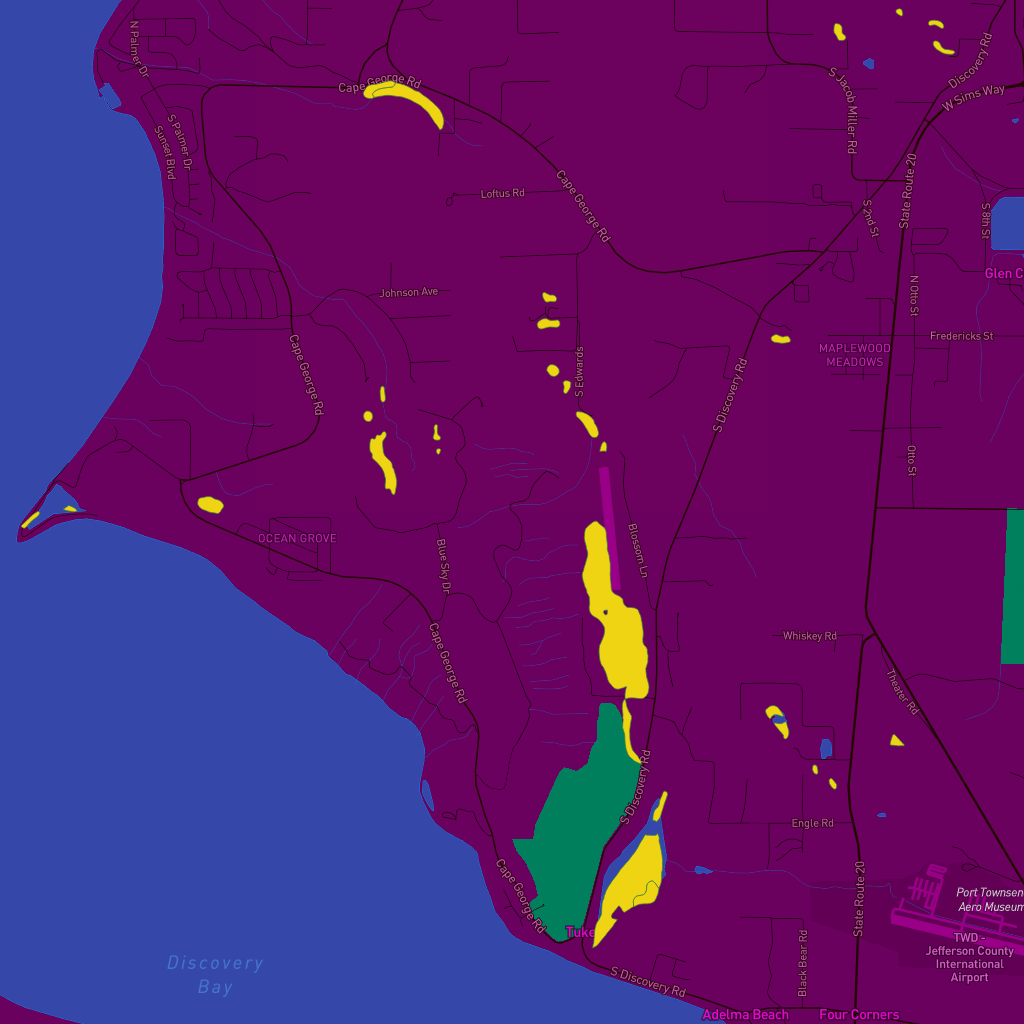 N Palmer Dr
Cape George Rd
Discovery Rd
W Sims Way
S Jacob Miller Rd
S Palmer Dr
Sunset Blvd
State Route 20
Loftus Rd
Cape George Rd
S 2nd St
S 8th St
Glen C
Johnson Ave
N Otto St
Fredericks St
MAPLEWOOD
MEADOWS
S Edwards
Cape George Rd
S Discovery Rd
Otto St
OCEAN GROVE
Blue Sky Dr
Blossom Ln
Whiskey Rd
Cape George Rd
Theater Rd
S Discovery Rd
Engle Rd
Cape George Rd
State Route 20
Port Townsen
Aero Museum
Tuke
TWD -
Jefferson County
International
Airport
Black Bear Rd
Discovery
Bay
S Discovery Rd
Adelma Beach
Four Corners